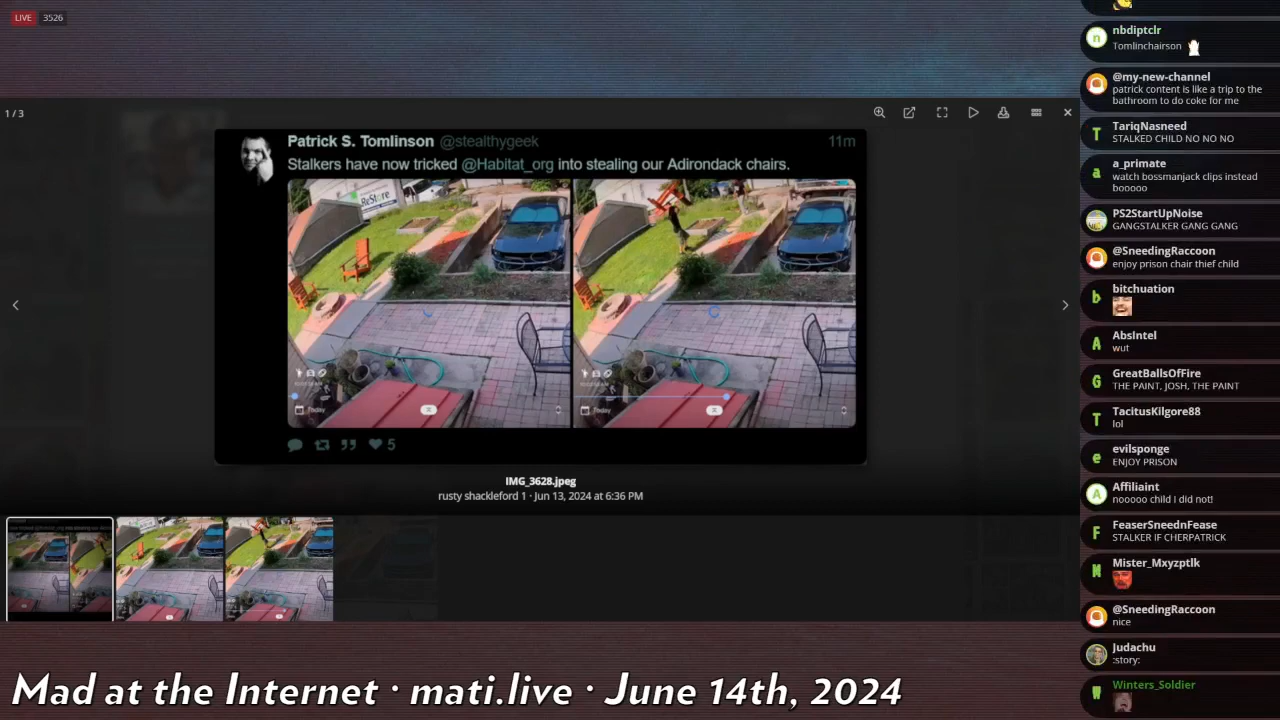 LIVE 3526
1 / 3
Patrick S. Tomlinson @stealthygeek 11m
Stalkers have now tricked @Habitat_org into stealing our Adirondack chairs.
ReStore
Today
Today
5
IMG_3628.jpeg
rusty shackleford 1 · Jun 13, 2024 at 6:36 PM
Mad at the Internet · mati.live · June 14th, 2024
nbdiptclr
Tomlinchairson
@my-new-channel
patrick content is like a trip to the
bathroom to do coke for me
TariqNasneed
STALKED CHILD NO NO NO
a_primate
watch bossmanjack clips instead
booooo
PS2StartUpNoise
GANGSTALKER GANG GANG
@SneedingRaccoon
enjoy prison chair thief child
bitchuation
AbsIntel
wut
GreatBallsOfFire
THE PAINT, JOSH, THE PAINT
TacitusKilgore88
lol
evilsponge
ENJOY PRISON
Affiliaint
nooooo child I did not!
FeaserSneednFease
STALKER IF CHERPATRICK
Mister_Mxyzptlk
@SneedingRaccoon
nice
Judachu
:story:
Winters_Soldier